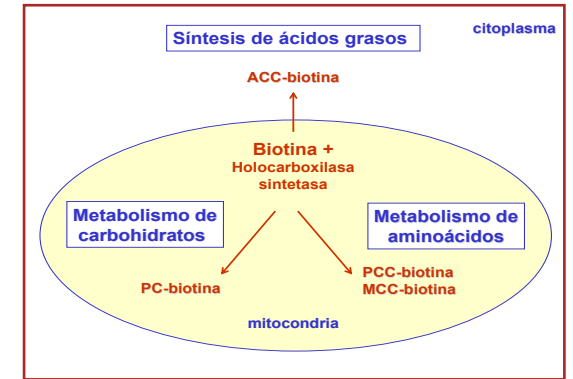 Síntesis de ácidos grasos
citoplasma
ACC-biotina
Biotina +
Holocarboxilasa
sintetasa
Metabolismo de
carbohidratos
Metabolismo de
aminoácidos
PC-biotina
PCC-biotina
MCC-biotina
mitocondria